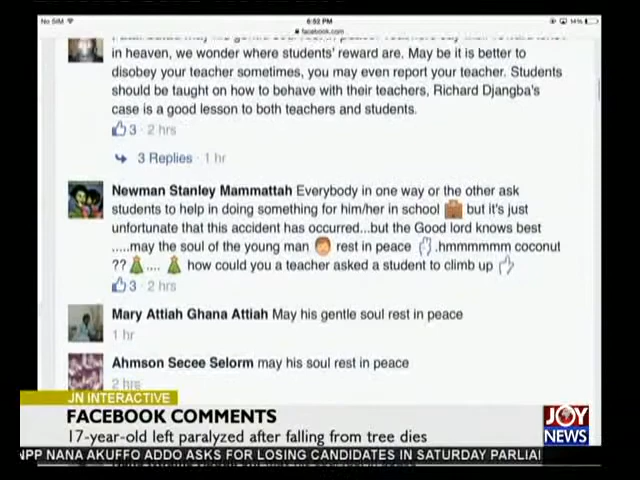 No SIM
6:52 PM
14%
facebook.com
in heaven, we wonder where students' reward are. May be it is better to
disobey your teacher sometimes, you may even report your teacher. Students
should be taught on how to behave with their teachers, Richard Djangba's
case is a good lesson to both teachers and students.
3 · 2 hrs
3 Replies · 1 hr
Newman Stanley Mammattah Everybody in one way or the other ask
students to help in doing something for him/her in school 💼 but it's just
unfortunate that this accident has occurred...but the Good lord knows best
.....may the soul of the young man 👨 rest in peace ✌.hmmmmmm coconut
??🎄.... 🎄 how could you a teacher asked a student to climb up 👆
3 · 2 hrs
Mary Attiah Ghana Attiah May his gentle soul rest in peace
1 hr
Ahmson Secee Selorm may his soul rest in peace
2 hrs
JN INTERACTIVE
FACEBOOK COMMENTS
17-year-old left paralyzed after falling from tree dies
JOY
NEWS
NPP NANA AKUFFO ADDO ASKS FOR LOSING CANDIDATES IN SATURDAY PARLIA